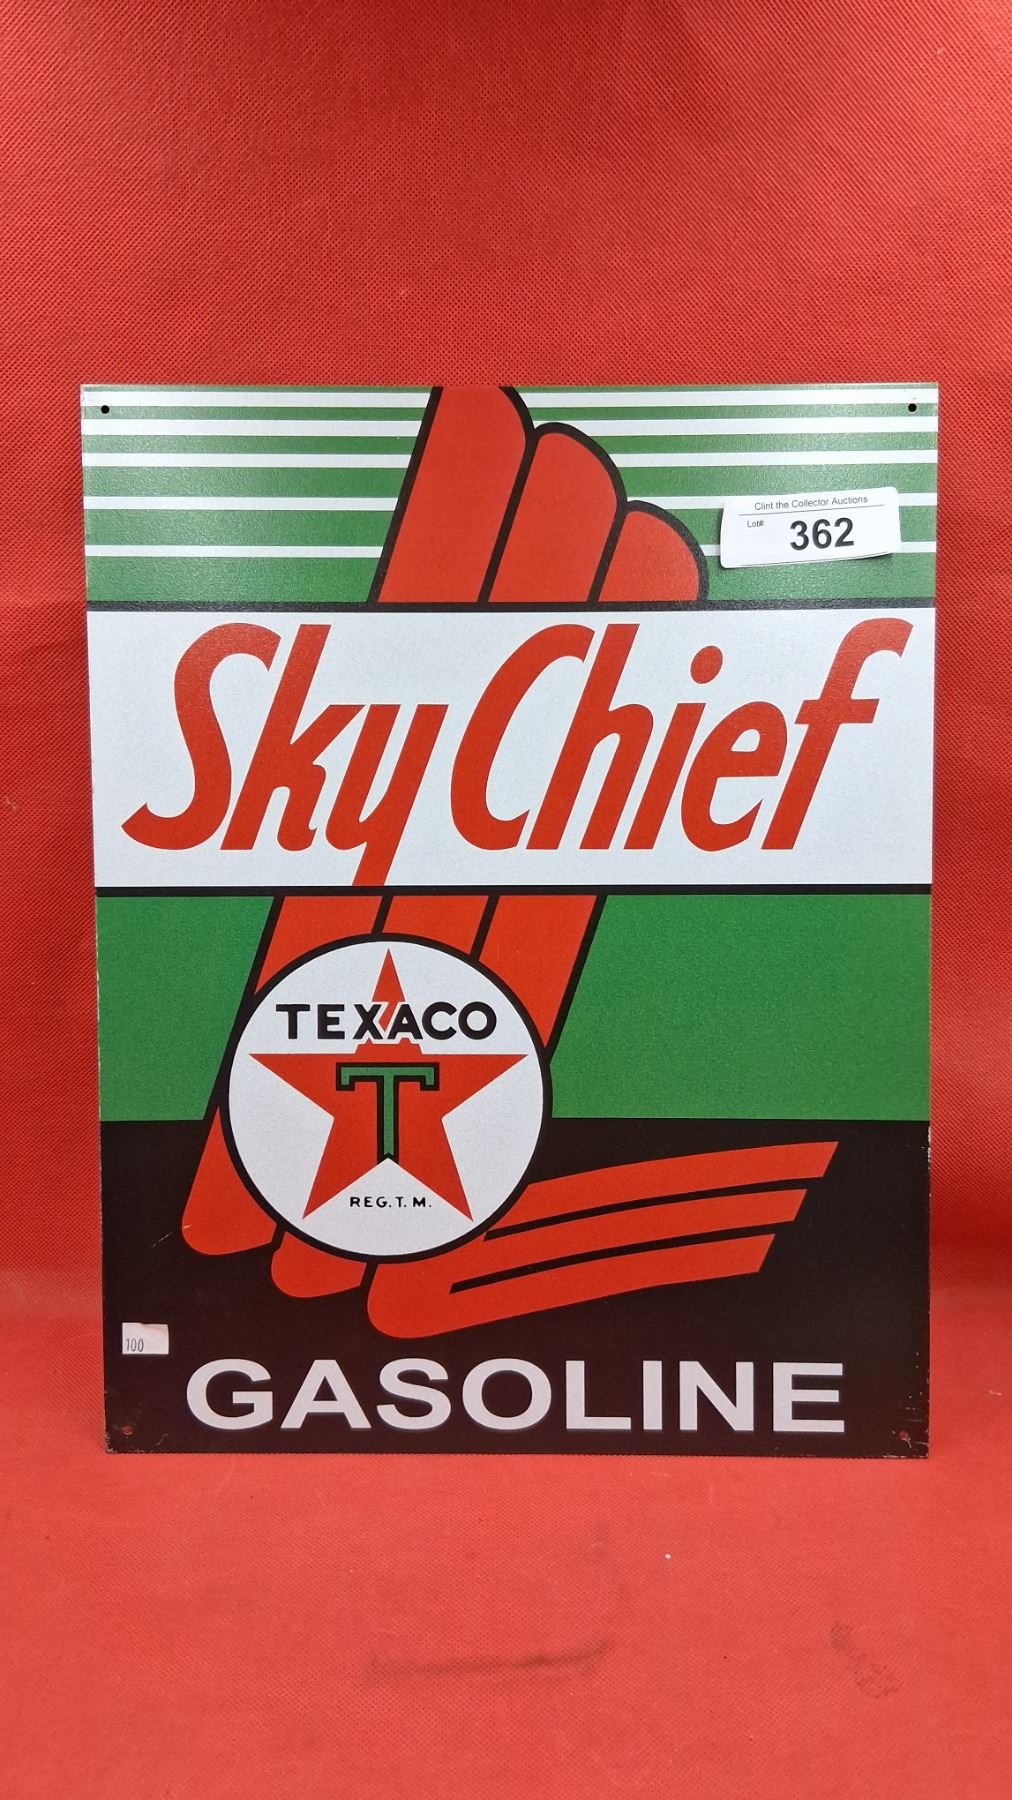 Clint the Collector Auctions
Lot#:
362
Sky Chief
TEXACO
T
REG. T. M.
100
GASOLINE